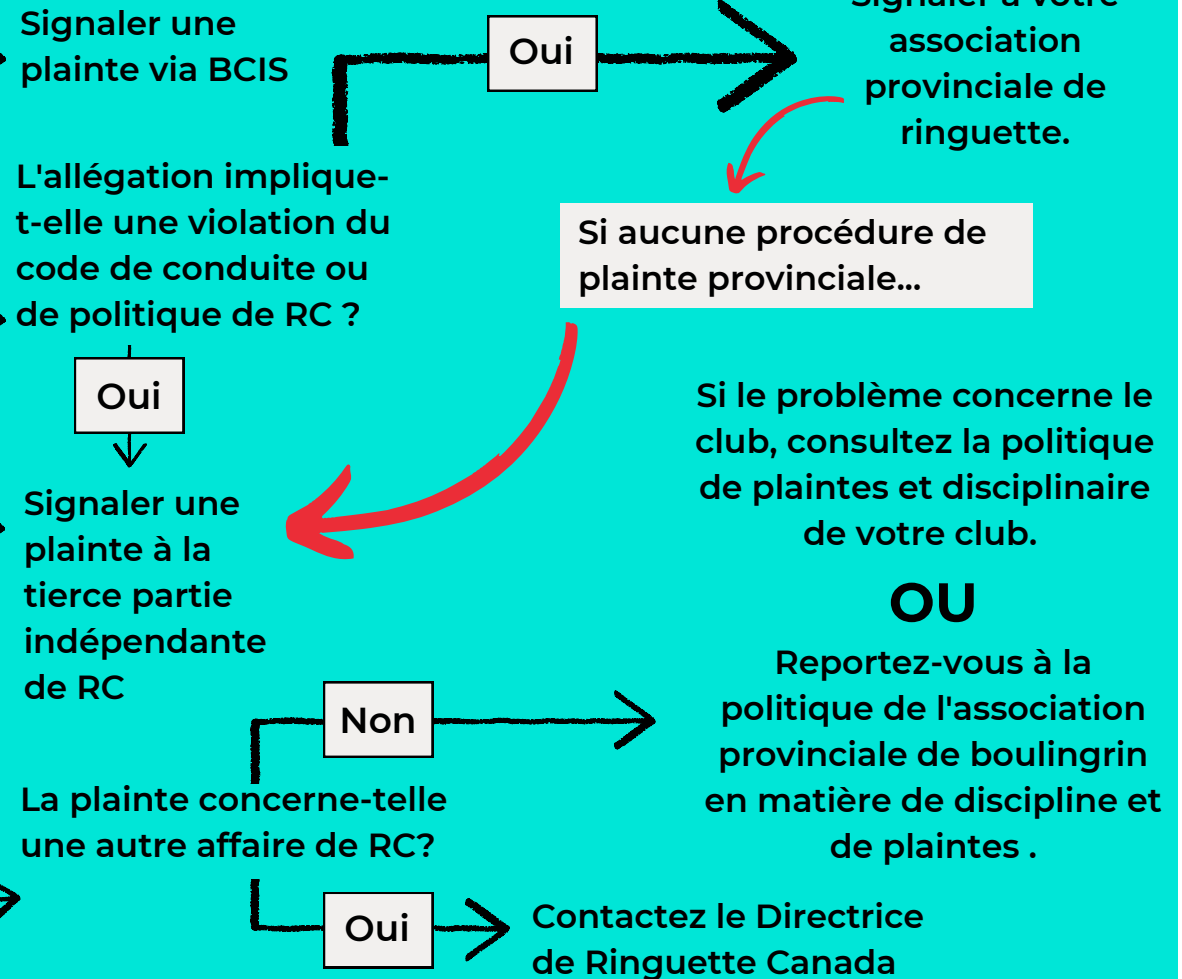 Signaler une
plainte via BCIS
Oui
Signaler à votre
association
provinciale de
ringuette.
L'allégation implique-
t-elle une violation du
code de conduite ou
de politique de RC ?
Si aucune procédure de
plainte provinciale...
Oui
Si le problème concerne le
club, consultez la politique
de plaintes et disciplinaire
de votre club.
OU
Signaler une
plainte à la
tierce partie
indépendante
de RC
Reportez-vous à la
politique de l'association
provinciale de boulingrin
en matière de discipline et
de plaintes .
Non
La plainte concerne-telle
une autre affaire de RC?
Oui
Contactez le Directrice
de Ringuette Canada